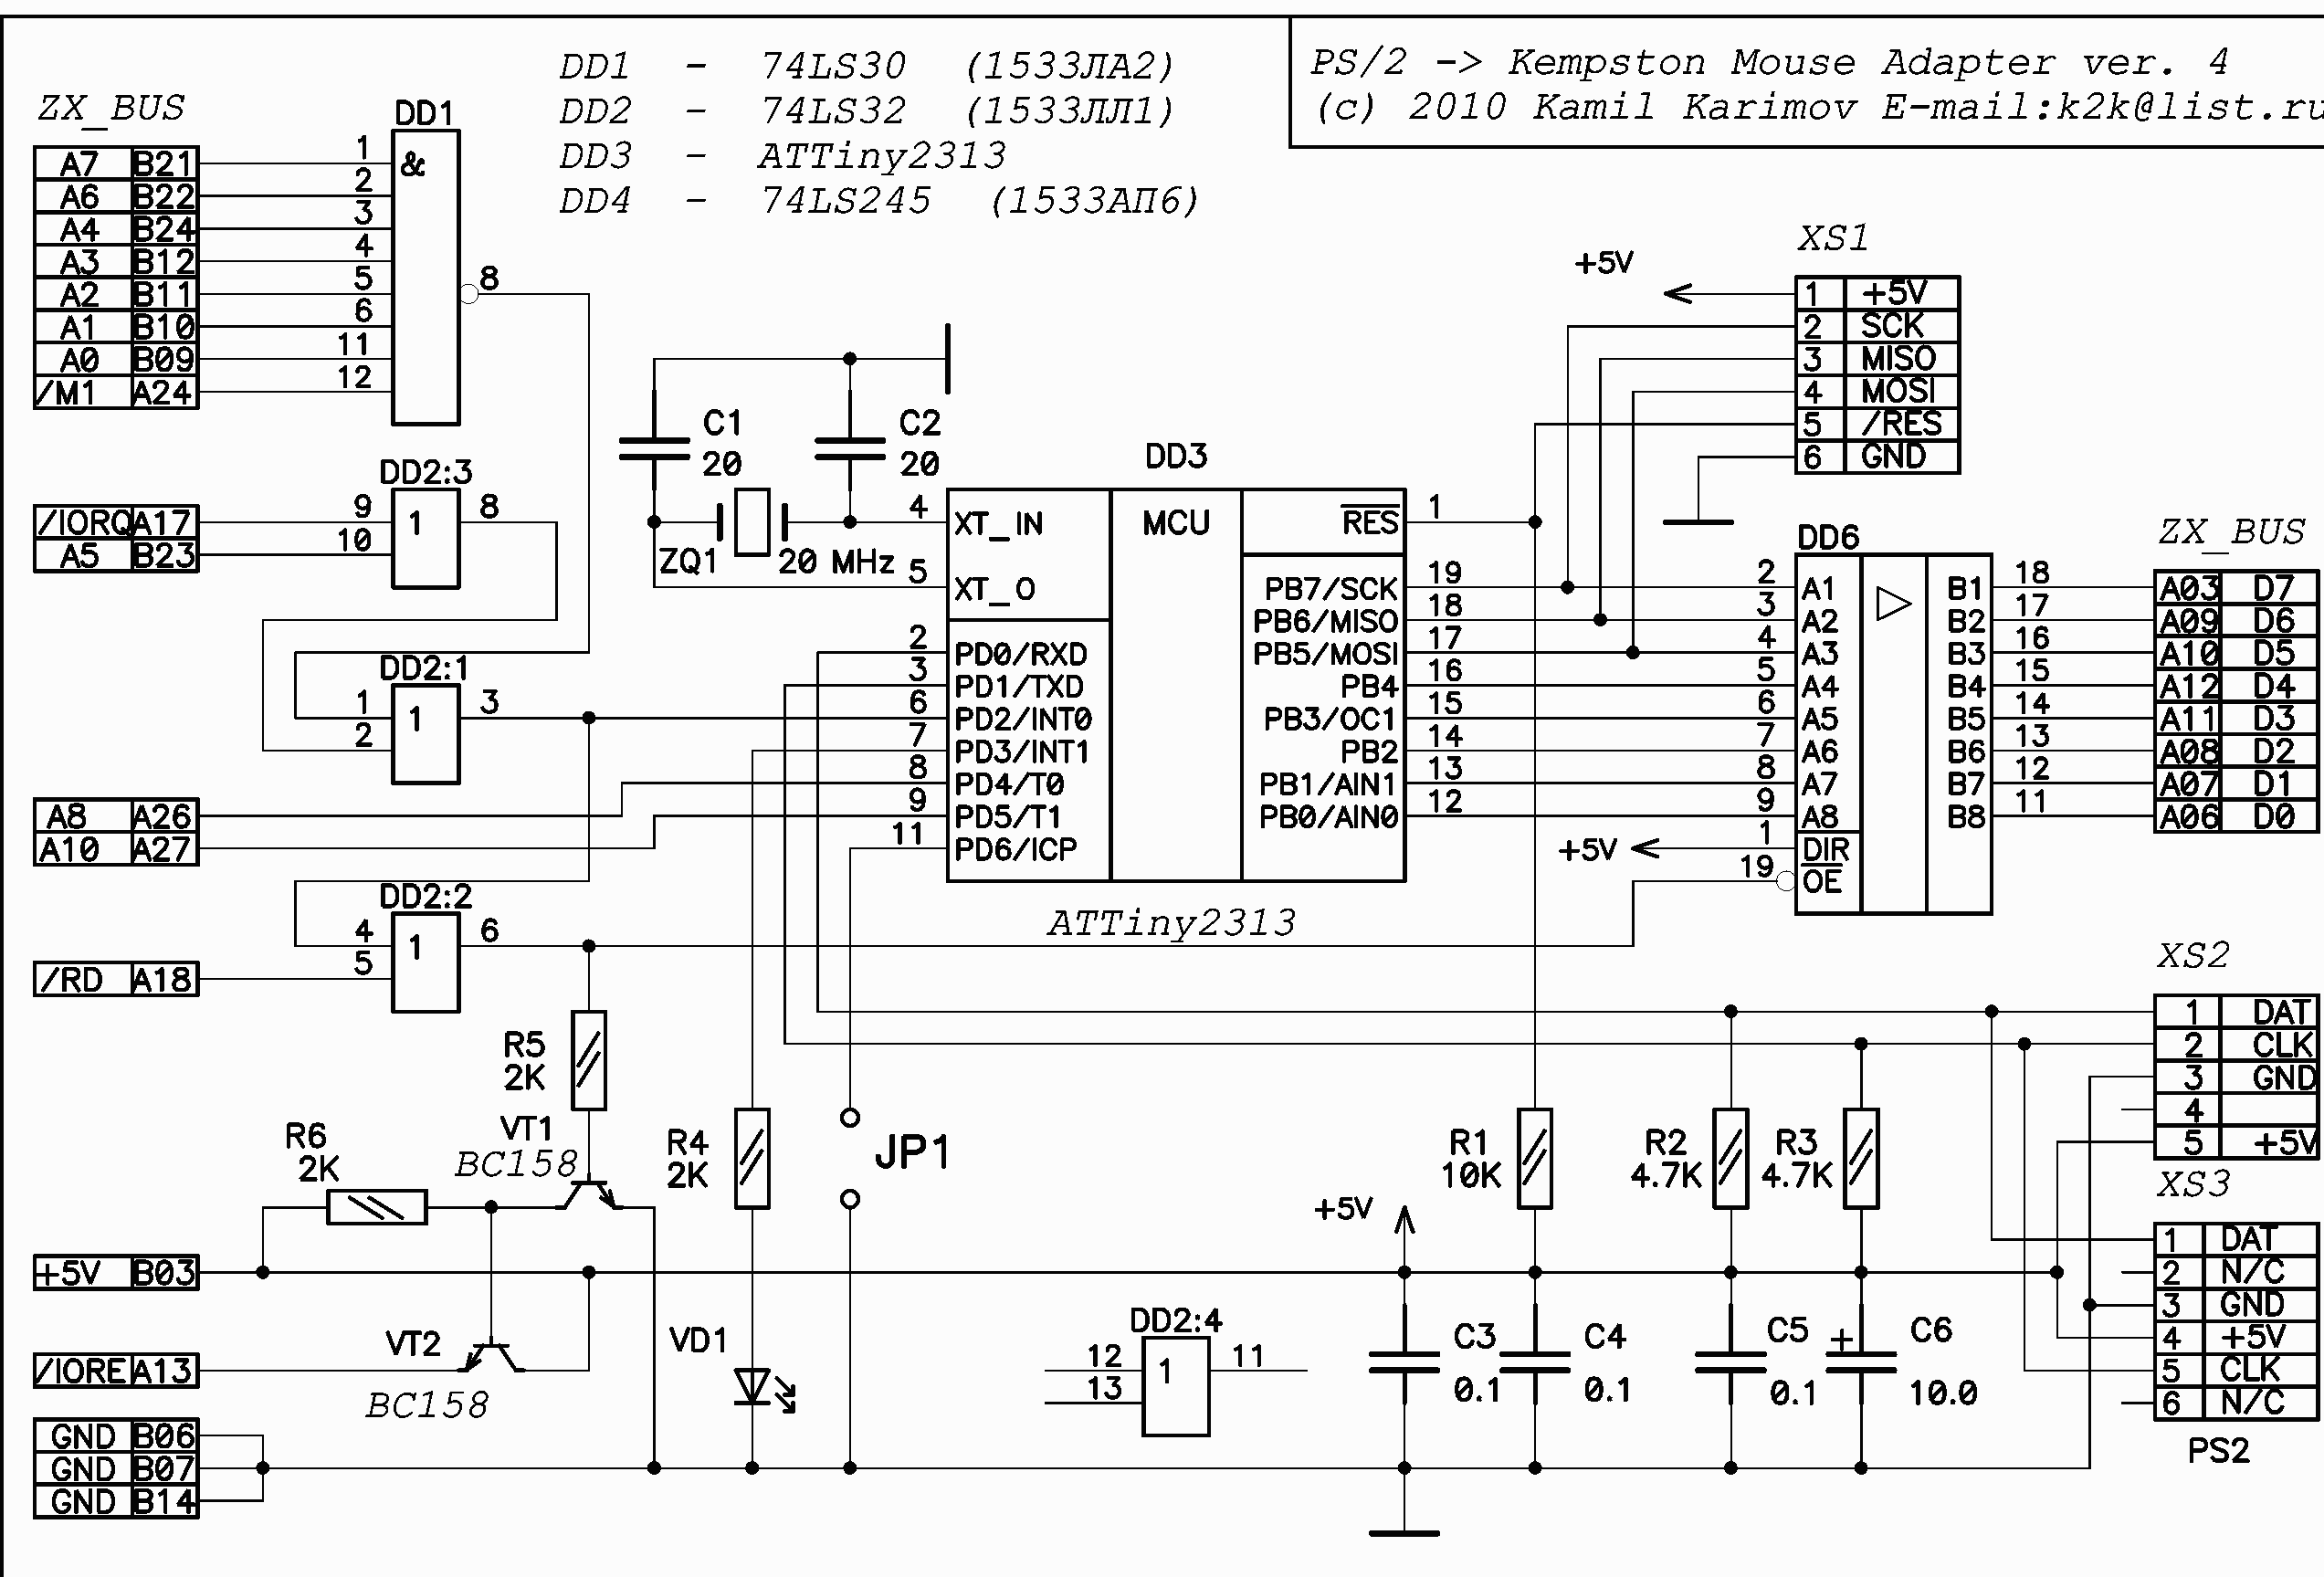 DD1 - 74LS30 (1533ЛА2)
DD2 - 74LS32 (1533ЛЛ1)
DD3 - ATTiny2313
DD4 - 74LS245 (1533АП6)
PS/2 -> Kempston Mouse Adapter ver. 4
(c) 2010 Kamil Karimov E-mail:k2k@list.ru
ZX_BUS
A7 B21
A6 B22
A4 B24
A3 B12
A2 B11
A1 B10
A0 B09
/M1 A24
DD1
&
1
2
3
4
5
6
11
12
8
/IORQ A17
A5 B23
DD2:3
9
10
1
8
DD2:1
1
2
1
3
A8 A26
A10 A27
DD2:2
4
5
1
6
/RD A18
C1
20
C2
20
ZQ1
20 MHz
DD3
MCU
4 XT_IN
5 XT_O
2 PD0/RXD
3 PD1/TXD
6 PD2/INT0
7 PD3/INT1
8 PD4/T0
9 PD5/T1
11 PD6/ICP
RES 1
PB7/SCK 19
PB6/MISO 18
PB5/MOSI 17
PB4 16
PB3/OC1 15
PB2 14
PB1/AIN1 13
PB0/AIN0 12
ATTiny2313
XS1
+5V
1 +5V
2 SCK
3 MISO
4 MOSI
5 /RES
6 GND
DD6
2 A1
3 A2
4 A3
5 A4
6 A5
7 A6
8 A7
9 A8
+5V 1 DIR
19 OE
B1 18
B2 17
B3 16
B4 15
B5 14
B6 13
B7 12
B8 11
ZX_BUS
A03 D7
A09 D6
A10 D5
A12 D4
A11 D3
A08 D2
A07 D1
A06 D0
XS2
1 DAT
2 CLK
3 GND
4
5 +5V
XS3
1 DAT
2 N/C
3 GND
4 +5V
5 CLK
6 N/C
PS2
R5
2K
VT1
BC158
R6
2K
R4
2K
JP1
R1
10K
R2
4.7K
R3
4.7K
+5V
+5V B03
VT2
BC158
/IORE A13
VD1
DD2:4
12
13
1
11
C3
0.1
C4
0.1
C5
0.1
+
C6
10.0
GND B06
GND B07
GND B14